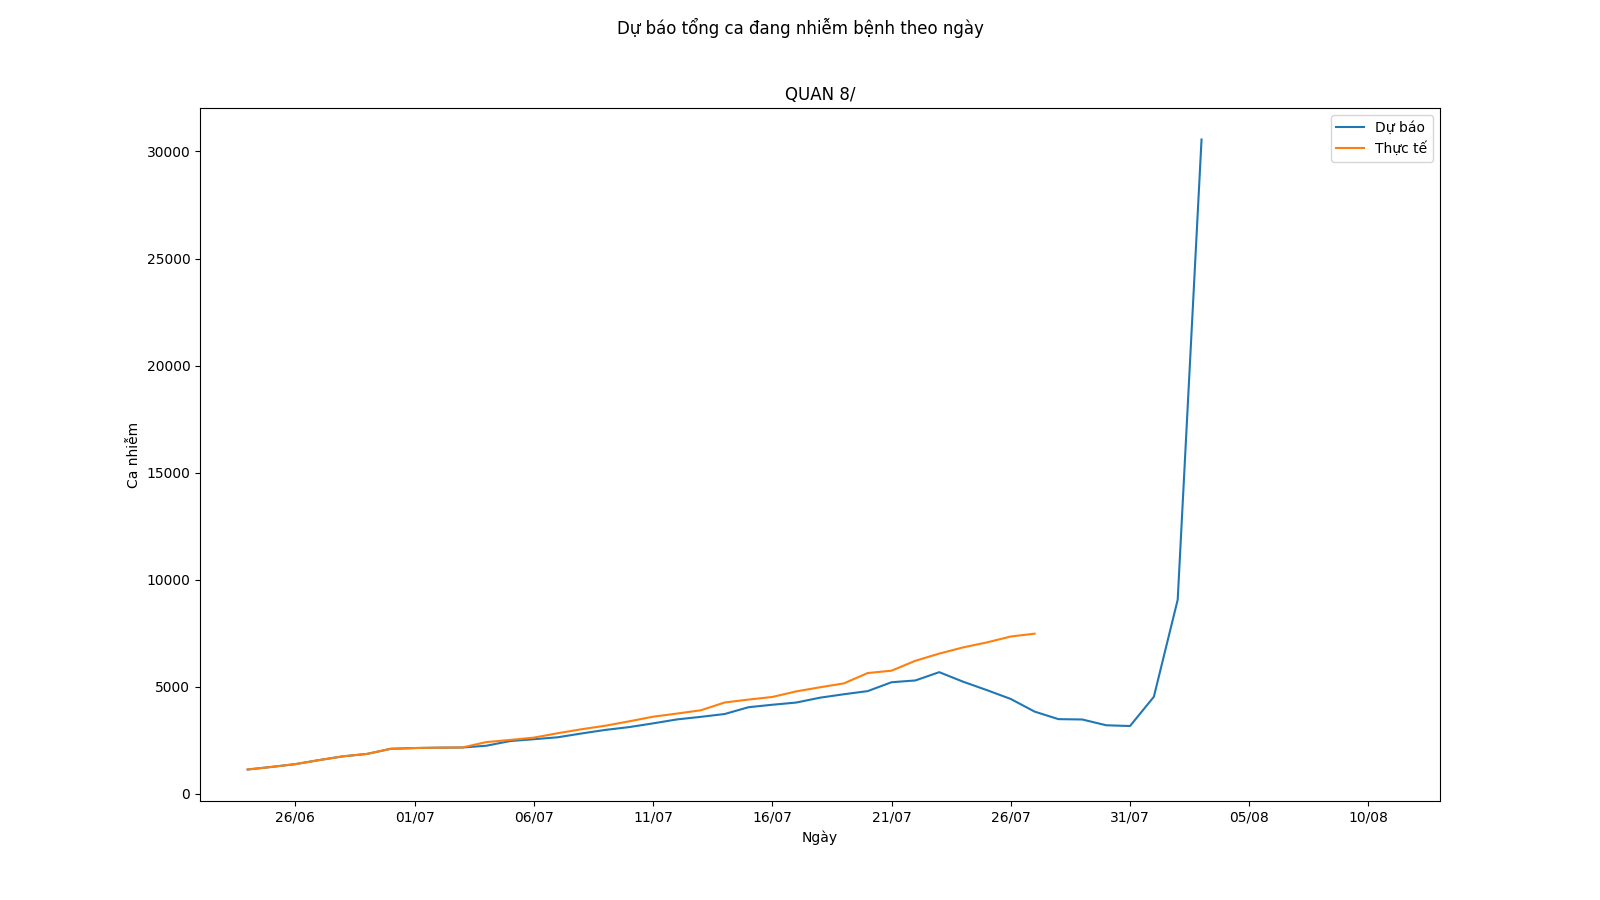 Dự báo tổng ca đang nhiễm bệnh theo ngày
QUAN 8/
Dự báo
Thực tế
30000
25000
20000
15000
10000
5000
0
Ca nhiễm
26/06
01/07
06/07
11/07
16/07
21/07
26/07
31/07
05/08
10/08
Ngày